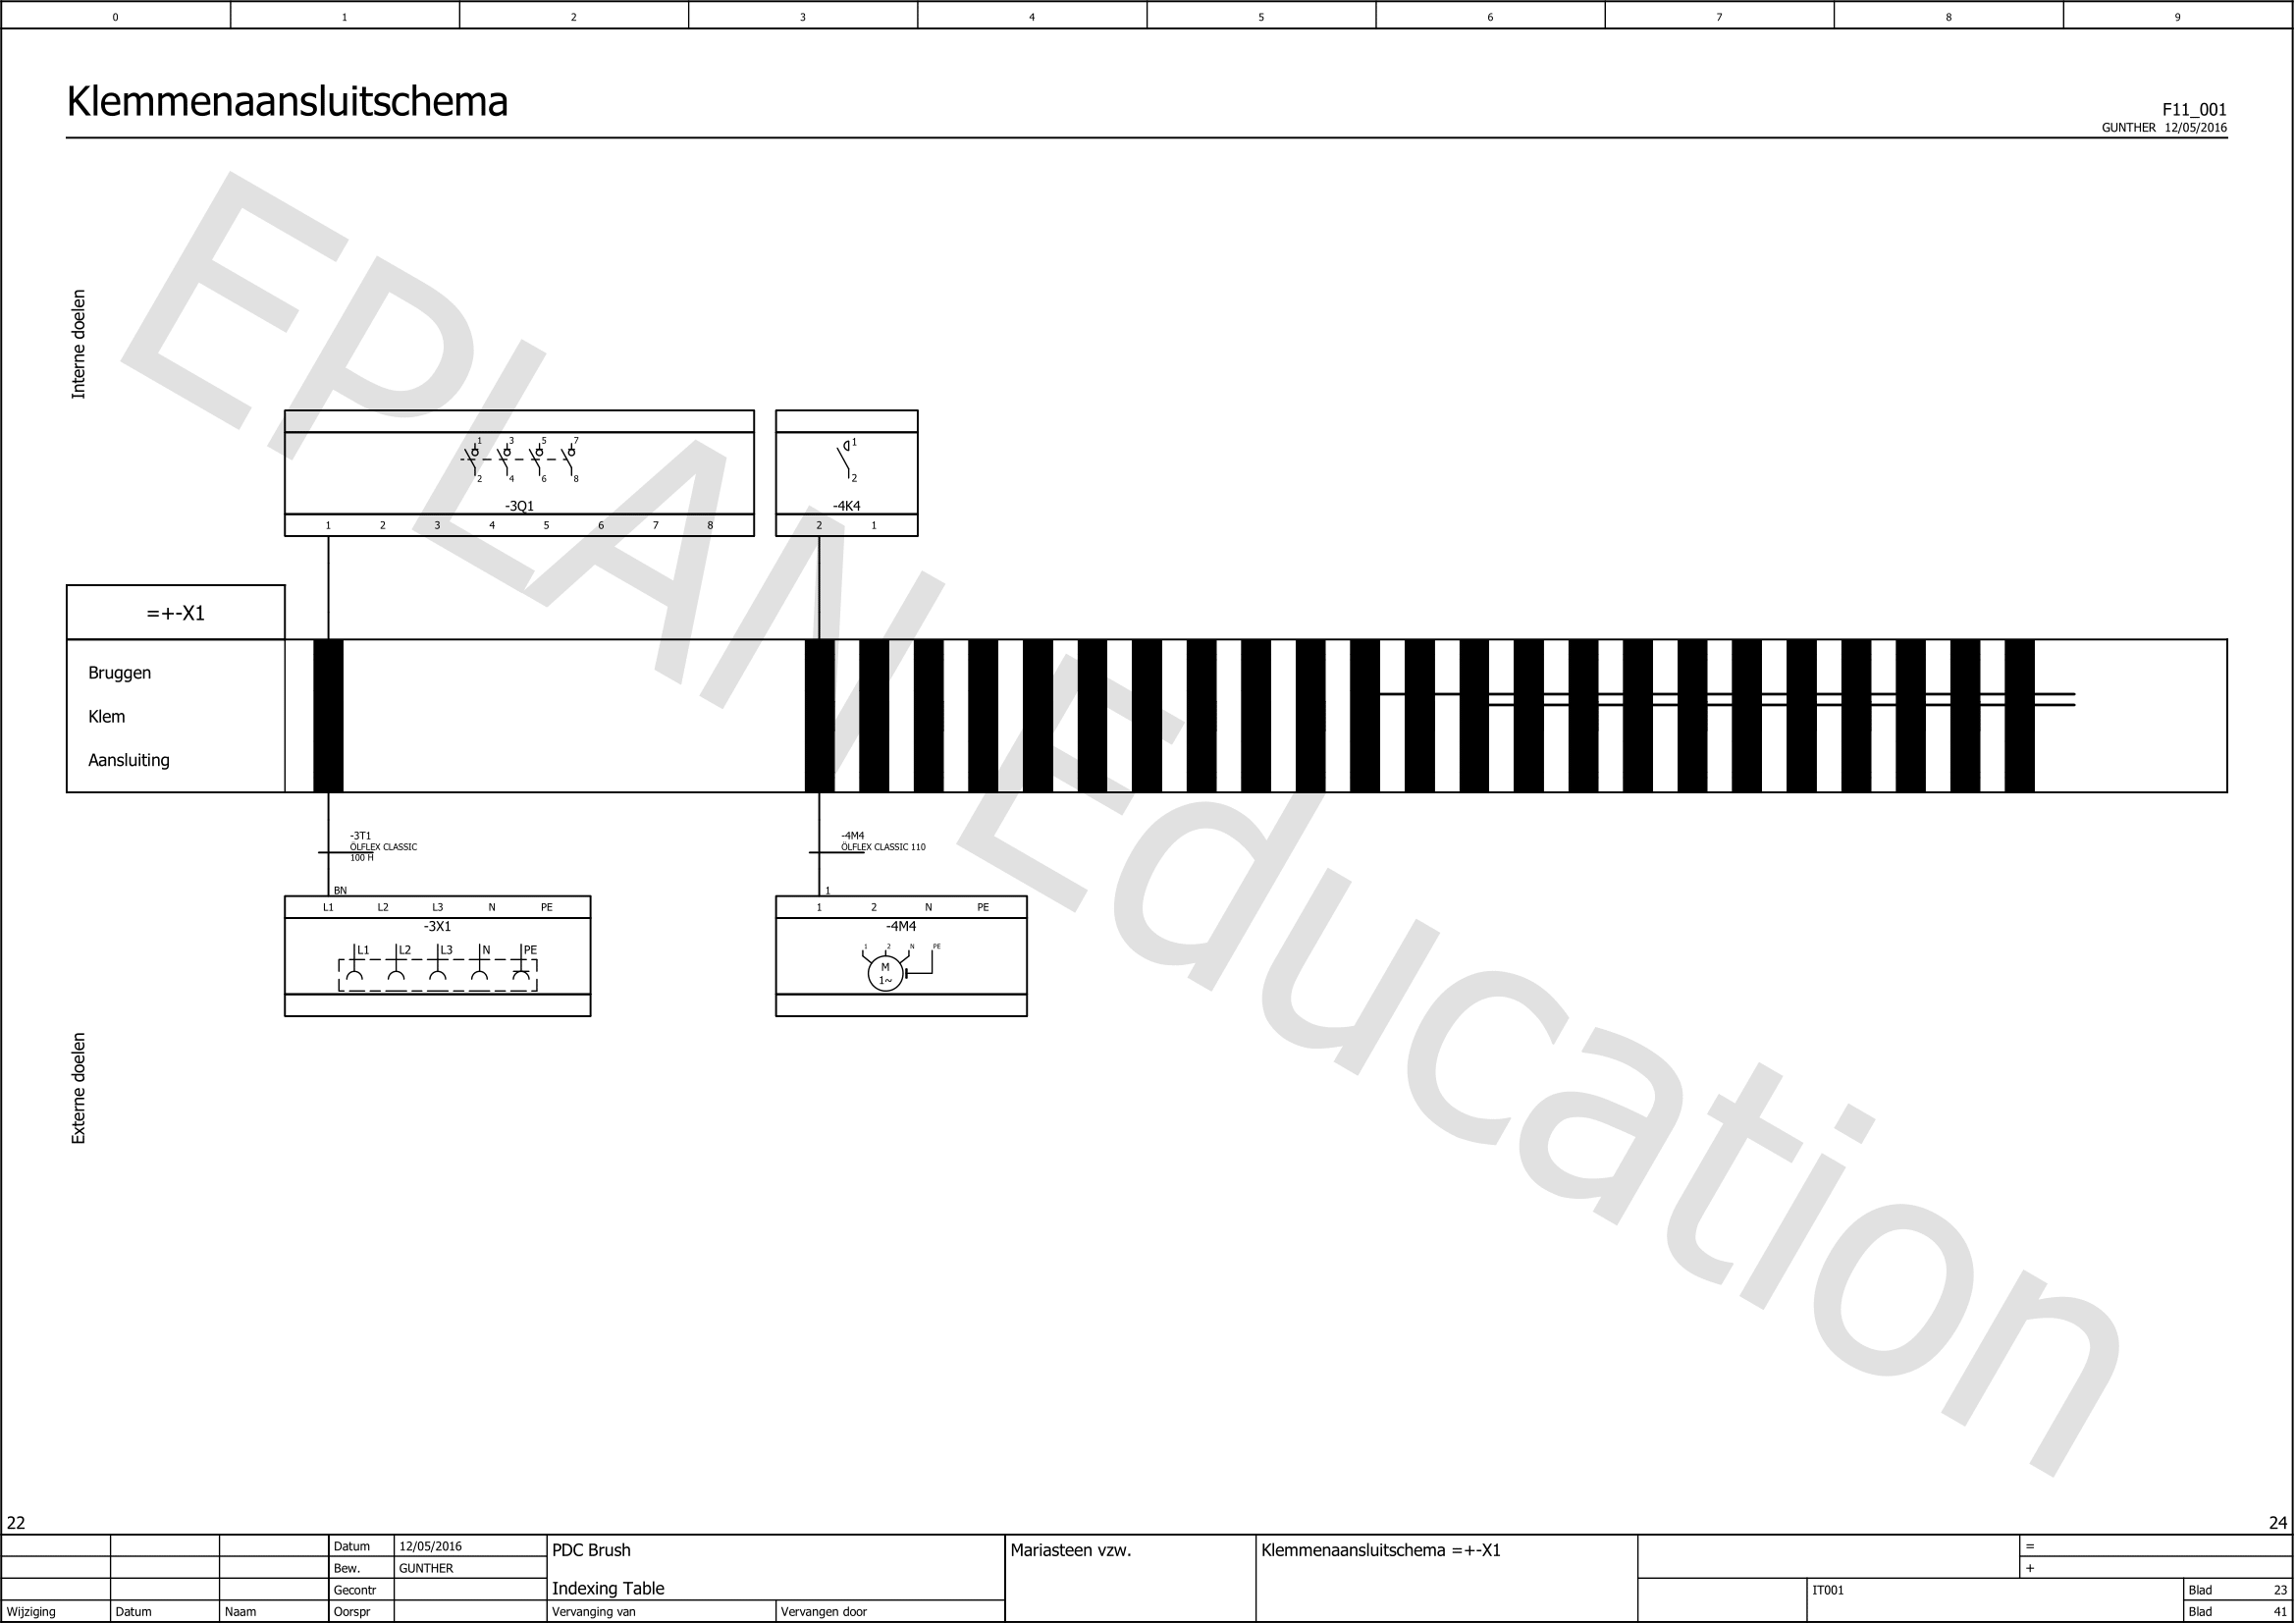 0 1 2 3 4 5 6 7 8 9
Klemmenaansluitschema
F11_001
GUNTHER 12/05/2016
EPLAN Education
Interne doelen
1 3 5 7
2 4 6 8
-3Q1
1 2 3 4 5 6 7 8
1
2
-4K4
2 1
=+-X1
Bruggen
Klem
Aansluiting
-3T1
ÖLFLEX CLASSIC
100 H
BN
L1 L2 L3 N PE
-3X1
L1 L2 L3 N PE
-4M4
ÖLFLEX CLASSIC 110
1
1 2 N PE
-4M4
1 2 N PE
M
1~
Externe doelen
22
24
Datum 12/05/2016
Bew. GUNTHER
Gecontr
Wijziging Datum Naam Oorspr
PDC Brush
Indexing Table
Vervanging van Vervangen door
Mariasteen vzw.
Klemmenaansluitschema =+-X1
=
+
IT001
Blad 23
Blad 41